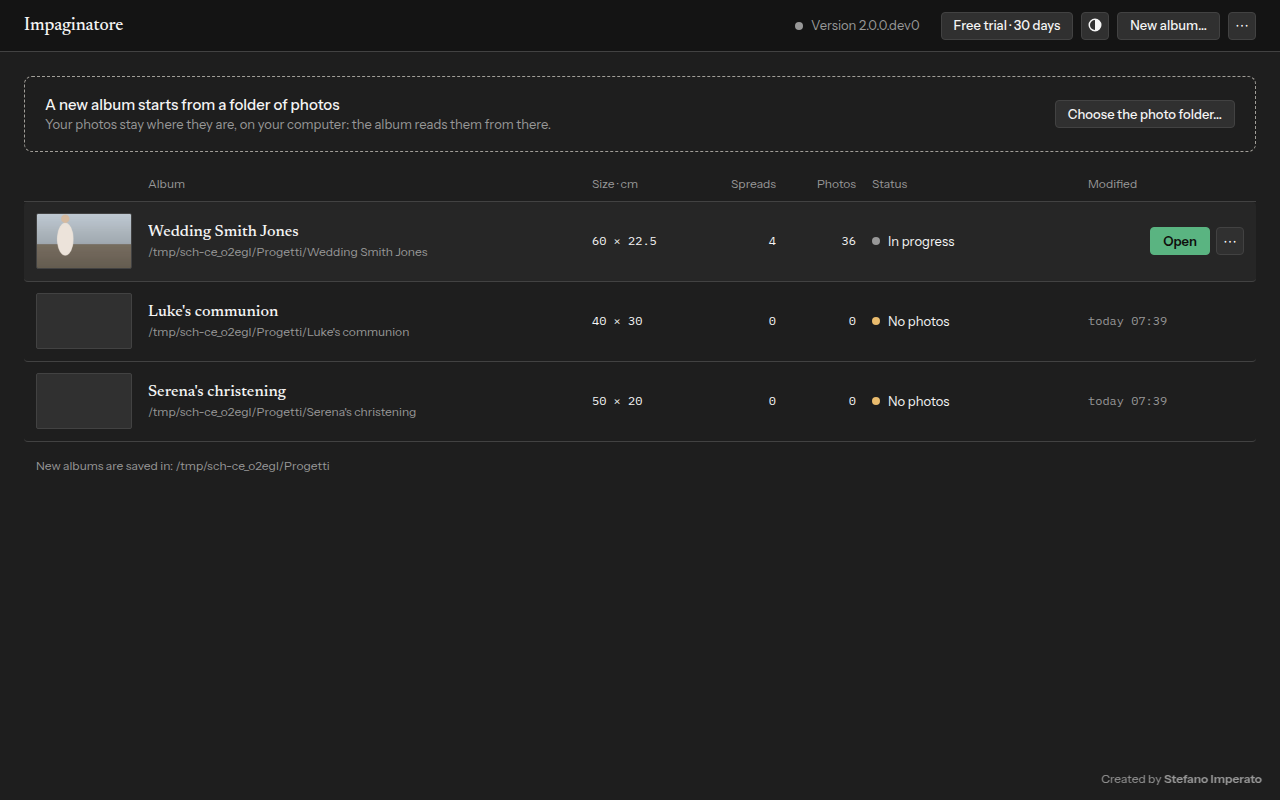 Impaginatore
Version 2.0.0.dev0
Free trial · 30 days
New album...
A new album starts from a folder of photos
Your photos stay where they are, on your computer: the album reads them from there.
Choose the photo folder...
Album Size · cm Spreads Photos Status Modified
Wedding Smith Jones
/tmp/sch-ce_o2egl/Progetti/Wedding Smith Jones
60 × 22.5 4 36 In progress Open
Luke's communion
/tmp/sch-ce_o2egl/Progetti/Luke's communion
40 × 30 0 0 No photos today 07:39
Serena's christening
/tmp/sch-ce_o2egl/Progetti/Serena's christening
50 × 20 0 0 No photos today 07:39
New albums are saved in: /tmp/sch-ce_o2egl/Progetti
Created by Stefano Imperato